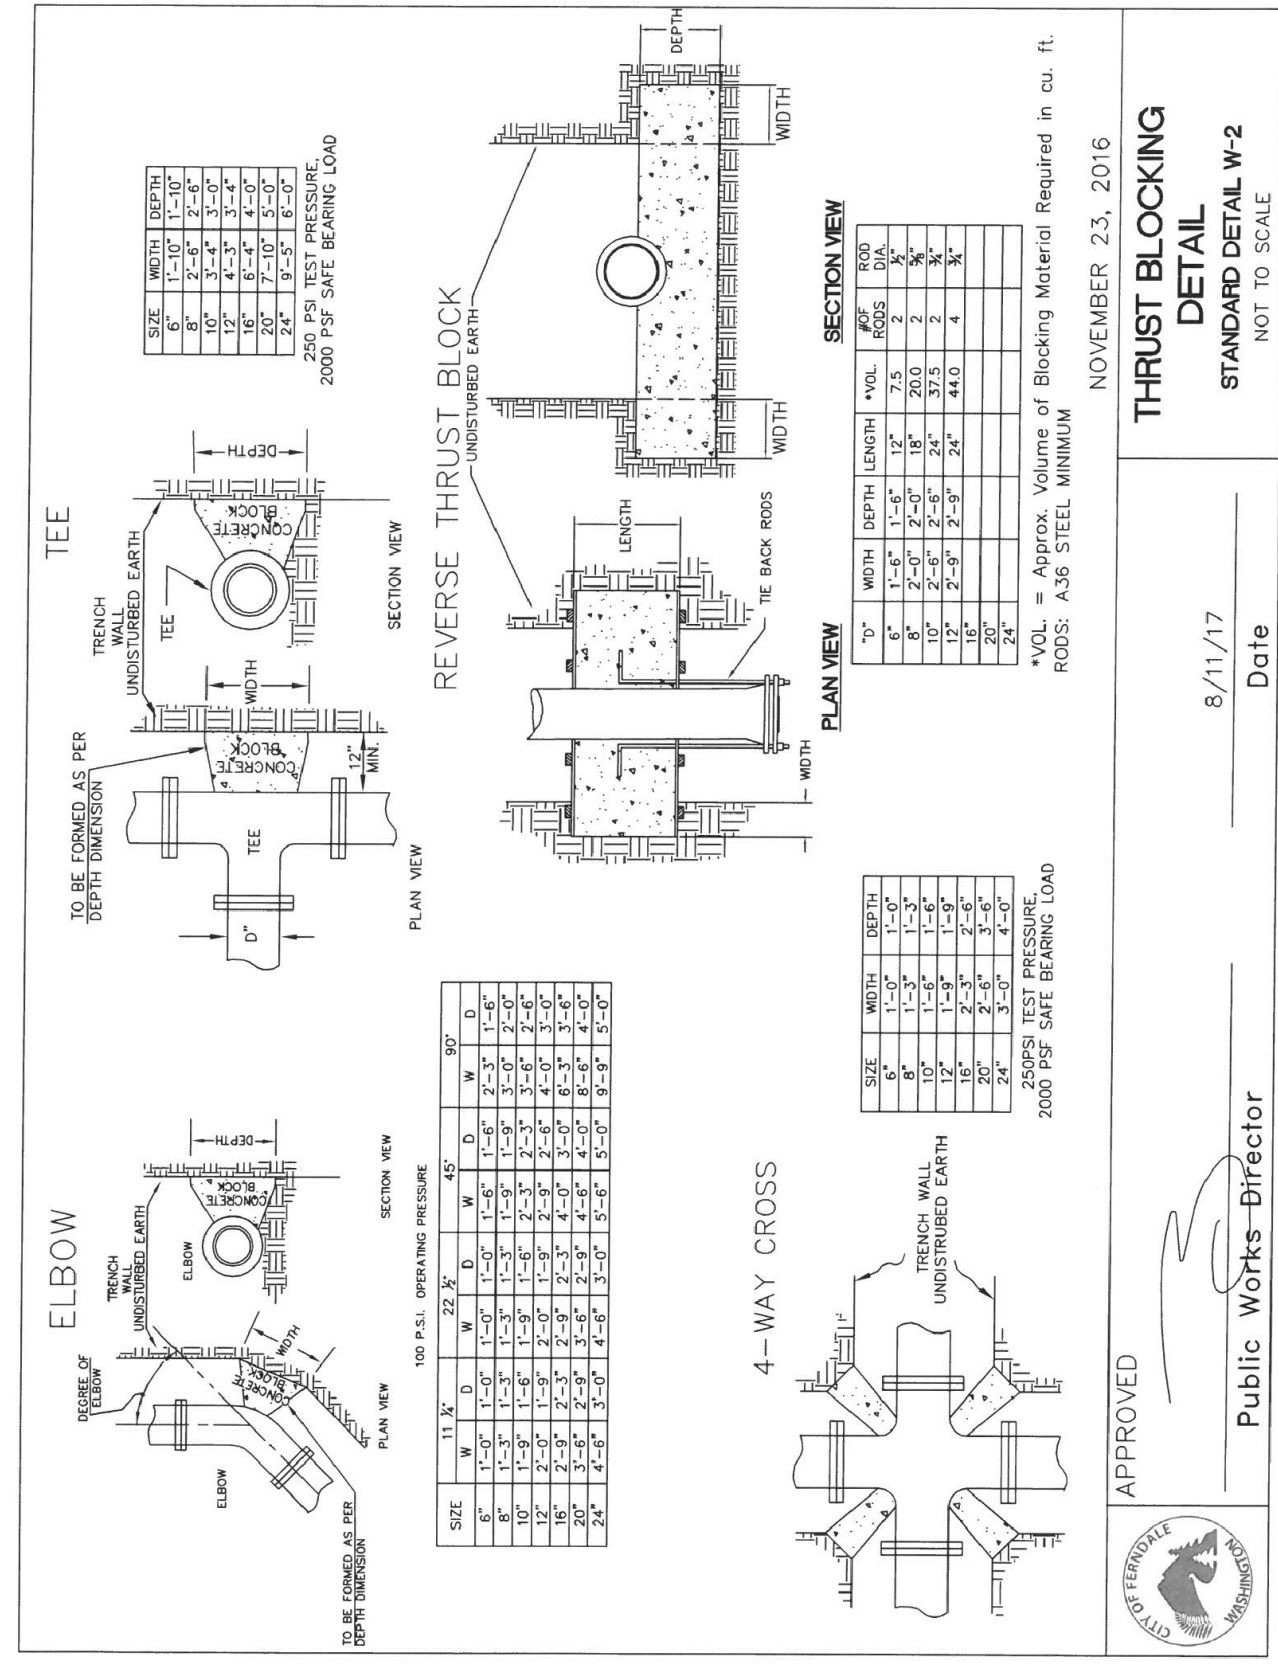 ELBOW
DEGREE OF
ELBOW
TRENCH
WALL
UNDISTURBED EARTH
ELBOW
ELBOW
CONCRETE
BLOCK
WIDTH
CONCRETE
BLOCK
DEPTH
TO BE FORMED AS PER
DEPTH DIMENSION
PLAN VIEW
SECTION VIEW
TEE
TO BE FORMED AS PER
DEPTH DIMENSION
TRENCH
WALL
UNDISTURBED EARTH
TEE
D"
TEE
CONCRETE
BLOCK
WIDTH
12"
MIN.
CONCRETE
BLOCK
DEPTH
PLAN VIEW
SECTION VIEW
SIZE WIDTH DEPTH
6" 1'-10" 1'-10"
8" 2'-6" 2'-6"
10" 3'-4" 3'-0"
12" 4'-3" 3'-4"
16" 6'-4" 4'-0"
20" 7'-10" 5'-0"
24" 9'-5" 6'-0"
250 PSI TEST PRESSURE,
2000 PSF SAFE BEARING LOAD
100 P.S.I. OPERATING PRESSURE
SIZE 11 ¼° 22 ½° 45° 90°
W D W D W D W D
6" 1'-0" 1'-0" 1'-0" 1'-0" 1'-6" 1'-6" 2'-3" 1'-6"
8" 1'-3" 1'-3" 1'-3" 1'-3" 1'-9" 1'-9" 3'-0" 2'-0"
10" 1'-9" 1'-6" 1'-9" 1'-6" 2'-3" 2'-3" 3'-6" 2'-6"
12" 2'-0" 1'-9" 2'-0" 1'-9" 2'-9" 2'-6" 4'-0" 3'-0"
16" 2'-9" 2'-3" 2'-9" 2'-3" 4'-0" 3'-0" 6'-3" 3'-6"
20" 3'-6" 2'-9" 3'-6" 2'-9" 4'-6" 4'-0" 8'-6" 4'-0"
24" 4'-6" 3'-0" 4'-6" 3'-0" 5'-6" 5'-0" 9'-9" 5'-0"
REVERSE THRUST BLOCK
UNDISTURBED EARTH
LENGTH
TIE BACK RODS
WIDTH
PLAN VIEW
WIDTH
WIDTH
DEPTH
SECTION VIEW
4-WAY CROSS
TRENCH WALL
UNDISTRUBED EARTH
SIZE WIDTH DEPTH
6" 1'-0" 1'-0"
8" 1'-3" 1'-3"
10" 1'-6" 1'-6"
12" 1'-9" 1'-9"
16" 2'-3" 2'-6"
20" 2'-6" 3'-6"
24" 3'-0" 4'-0"
250PSI TEST PRESSURE,
2000 PSF SAFE BEARING LOAD
"D" WIDTH DEPTH LENGTH *VOL. #OF RODS ROD DIA.
6" 1'-6" 1'-6" 12" 7.5 2 ½"
8" 2'-0" 2'-0" 18" 20.0 2 ⅝"
10" 2'-6" 2'-6" 24" 37.5 2 ¾"
12" 2'-9" 2'-9" 24" 44.0 4 ¾"
16"
20"
24"
*VOL. = Approx. Volume of Blocking Material Required in cu. ft.
RODS: A36 STEEL MINIMUM
NOVEMBER 23, 2016
CITY OF FERNDALE
WASHINGTON
APPROVED
Public Works Director
8/11/17
Date
THRUST BLOCKING
DETAIL
STANDARD DETAIL W-2
NOT TO SCALE